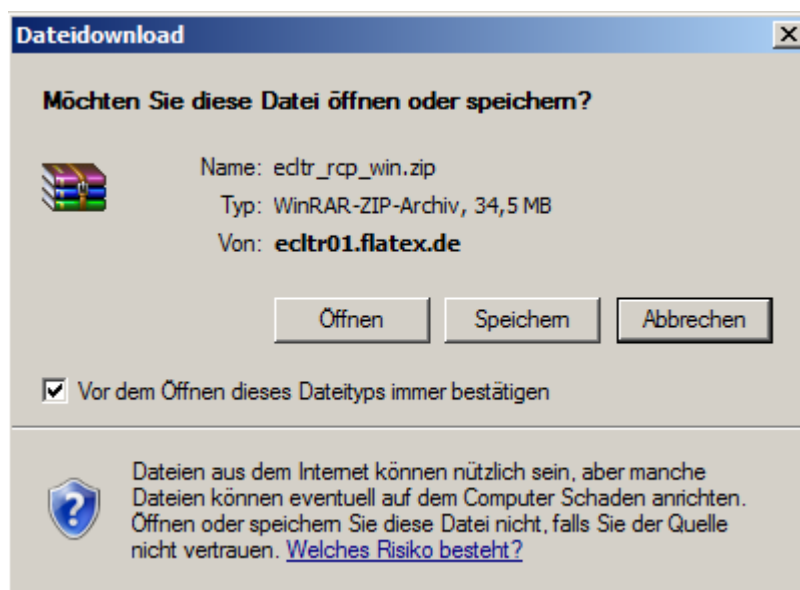 Dateidownload
Möchten Sie diese Datei öffnen oder speichern?
Name: ecltr_rcp_win.zip
Typ: WinRAR-ZIP-Archiv, 34,5 MB
Von: ecltr01.flatex.de
Öffnen Speichern Abbrechen
Vor dem Öffnen dieses Dateityps immer bestätigen
Dateien aus dem Internet können nützlich sein, aber manche
Dateien können eventuell auf dem Computer Schaden anrichten.
Öffnen oder speichern Sie diese Datei nicht, falls Sie der Quelle
nicht vertrauen. Welches Risiko besteht?